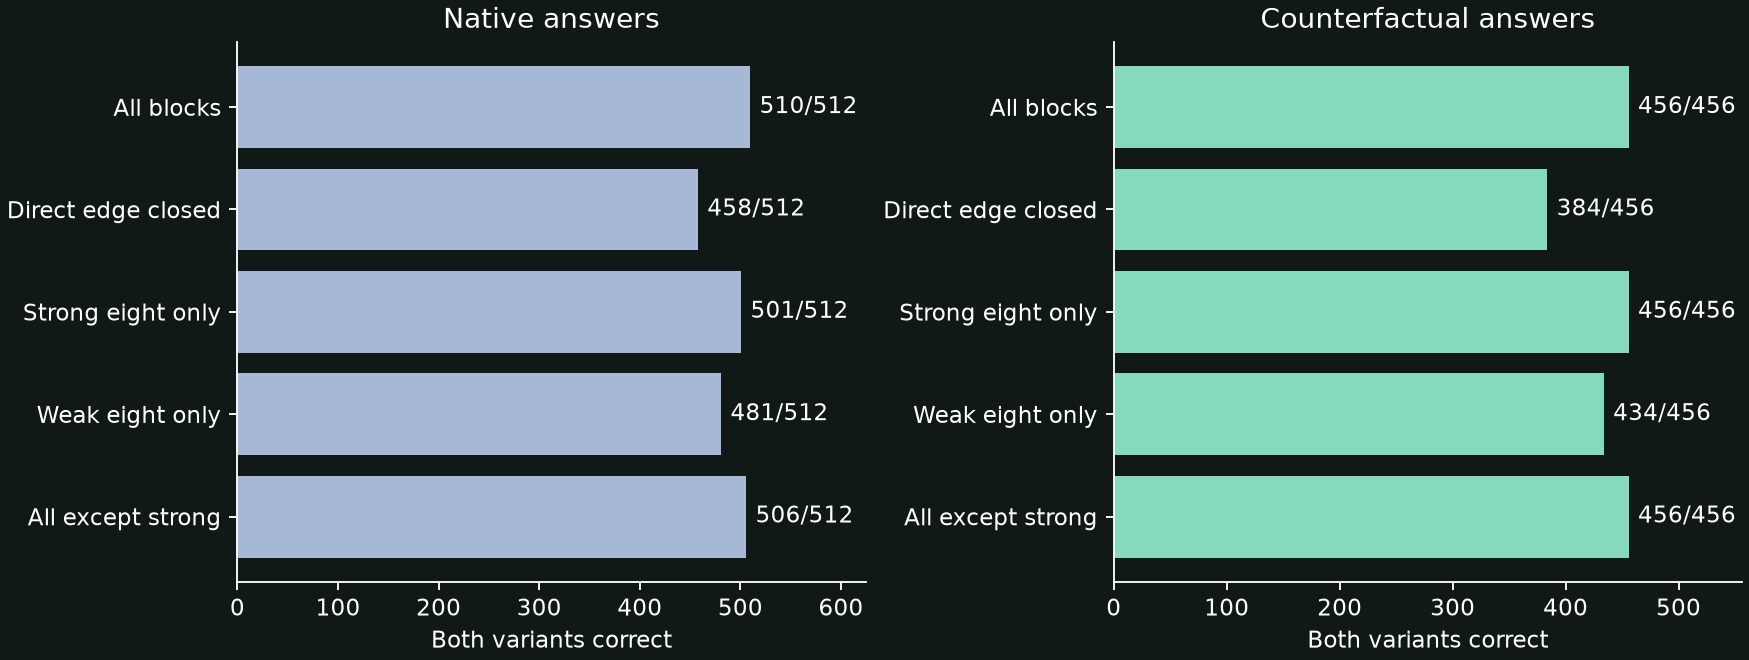 Native answers
All blocks 510/512
Direct edge closed 458/512
Strong eight only 501/512
Weak eight only 481/512
All except strong 506/512
0 100 200 300 400 500 600
Both variants correct
Counterfactual answers
All blocks 456/456
Direct edge closed 384/456
Strong eight only 456/456
Weak eight only 434/456
All except strong 456/456
0 100 200 300 400 500
Both variants correct